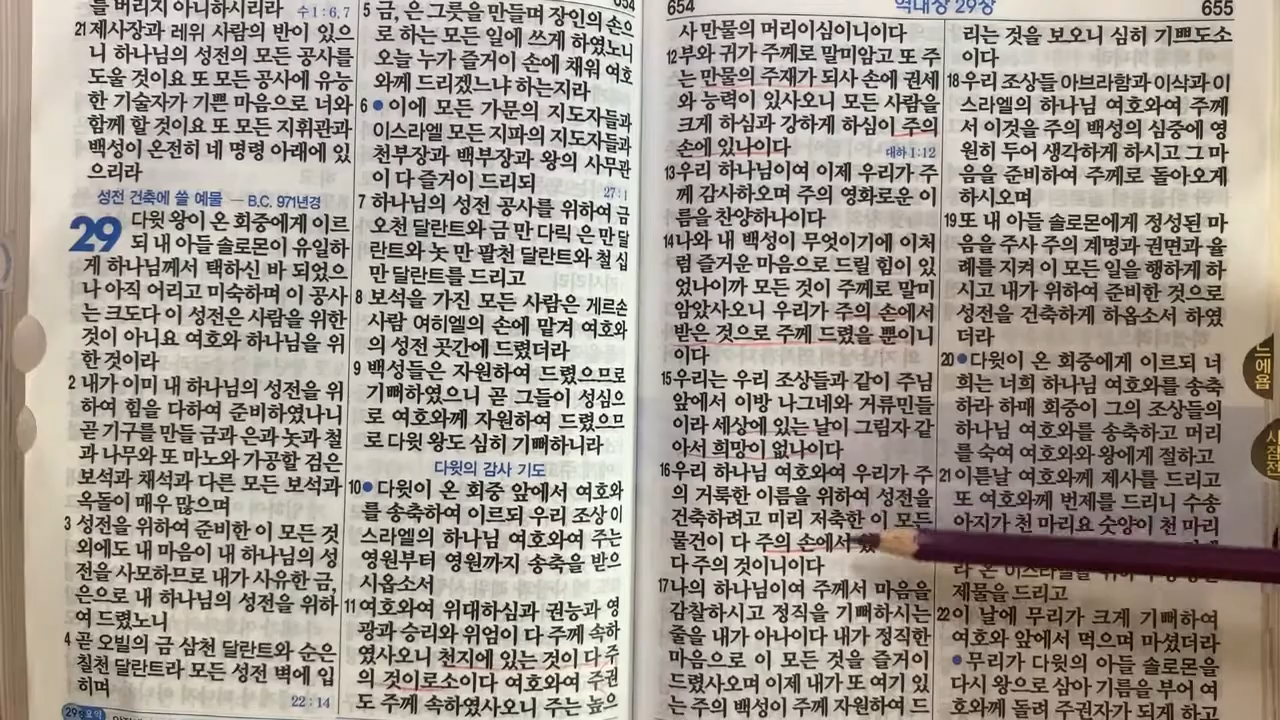 654
를 버리지 아니하시리라 수1:6,7
21 제사장과 레위 사람의 반이 있으
니 하나님의 성전의 모든 공사를
도울 것이요 또 모든 공사에 유능
한 기술자가 기쁜 마음으로 너와
함께 할 것이요 또 모든 지휘관과
백성이 온전히 네 명령 아래에 있
으리라
성전 건축에 쓸 예물 — B.C. 971년경
29 다윗 왕이 온 회중에게 이르
되 내 아들 솔로몬이 유일하
게 하나님께서 택하신 바 되었으
나 아직 어리고 미숙하며 이 공사
는 크도다 이 성전은 사람을 위한
것이 아니요 여호와 하나님을 위
한 것이라
2 내가 이미 내 하나님의 성전을 위
하여 힘을 다하여 준비하였나니
곧 기구를 만들 금과 은과 놋과 철
과 나무와 또 마노와 가공할 검은
보석과 채석과 다른 모든 보석과
옥돌이 매우 많으며
3 성전을 위하여 준비한 이 모든 것
외에도 내 마음이 내 하나님의 성
전을 사모하므로 내가 사유한 금,
은으로 내 하나님의 성전을 위하
여 드렸노니
4 곧 오빌의 금 삼천 달란트와 순은
칠천 달란트라 모든 성전 벽에 입
히며 22:14
5 금, 은 그릇을 만들며 장인의 손으
로 하는 모든 일에 쓰게 하였노니
오늘 누가 즐거이 손에 채워 여호
와께 드리겠느냐 하는지라
6 ●이에 모든 가문의 지도자들과
이스라엘 모든 지파의 지도자들과
천부장과 백부장과 왕의 사무관
이 다 즐거이 드리되 27:1
7 하나님의 성전 공사를 위하여 금
오천 달란트와 금 만 다릭 은 만 달
란트와 놋 만 팔천 달란트와 철 십
만 달란트를 드리고
8 보석을 가진 모든 사람은 게르손
사람 여히엘의 손에 맡겨 여호와
의 성전 곳간에 드렸더라
9 백성들은 자원하여 드렸으므로
기뻐하였으니 곧 그들이 성심으
로 여호와께 자원하여 드렸으므
로 다윗 왕도 심히 기뻐하니라
다윗의 감사 기도
10 ●다윗이 온 회중 앞에서 여호와
를 송축하여 이르되 우리 조상 이
스라엘의 하나님 여호와여 주는
영원부터 영원까지 송축을 받으
시옵소서
11 여호와여 위대하심과 권능과 영
광과 승리와 위엄이 다 주께 속하
였사오니 천지에 있는 것이 다 주
의 것이로소이다 여호와여 주권
도 주께 속하였사오니 주는 높으
654 역대상 29장 655
사 만물의 머리이심이니이다
12 부와 귀가 주께로 말미암고 또 주
는 만물의 주재가 되사 손에 권세
와 능력이 있사오니 모든 사람을
크게 하심과 강하게 하심이 주의
손에 있나이다 대하 1:12
13 우리 하나님이여 이제 우리가 주
께 감사하오며 주의 영화로운 이
름을 찬양하나이다
14 나와 내 백성이 무엇이기에 이처
럼 즐거운 마음으로 드릴 힘이 있
었나이까 모든 것이 주께로 말미
암았사오니 우리가 주의 손에서
받은 것으로 주께 드렸을 뿐이니
이다
15 우리는 우리 조상들과 같이 주님
앞에서 이방 나그네와 거류민들
이라 세상에 있는 날이 그림자 같
아서 희망이 없나이다
16 우리 하나님 여호와여 우리가 주
의 거룩한 이름을 위하여 성전을
건축하려고 미리 저축한 이 모든
물건이 다 주의 손에서
다 주의 것이니이다
17 나의 하나님이여 주께서 마음을
감찰하시고 정직을 기뻐하시는
줄을 내가 아나이다 내가 정직한
마음으로 이 모든 것을 즐거이
드렸사오며 이제 내가 또 여기 있
는 주의 백성이 주께 자원하여 드
리는 것을 보오니 심히 기쁘도소
이다
18 우리 조상들 아브라함과 이삭과 이
스라엘의 하나님 여호와여 주께
서 이것을 주의 백성의 심중에 영
원히 두어 생각하게 하시고 그 마
음을 준비하여 주께로 돌아오게
하시오며
19 또 내 아들 솔로몬에게 정성된 마
음을 주사 주의 계명과 권면과 율
례를 지켜 이 모든 일을 행하게 하
시고 내가 위하여 준비한 것으로
성전을 건축하게 하옵소서 하였
더라
20 ●다윗이 온 회중에게 이르되 너
희는 너희 하나님 여호와를 송축
하라 하매 회중이 그의 조상들의
하나님 여호와를 송축하고 머리
를 숙여 여호와와 왕에게 절하고
21 이튿날 여호와께 제사를 드리고
또 여호와께 번제를 드리니 수송
아지가 천 마리요 숫양이 천 마리
제물을 드리고
22 이 날에 무리가 크게 기뻐하여
여호와 앞에서 먹으며 마셨더라
●무리가 다윗의 아들 솔로몬을
다시 왕으로 삼아 기름을 부어 여
호와께 돌려 주권자가 되게 하고
느에욥
시잠전